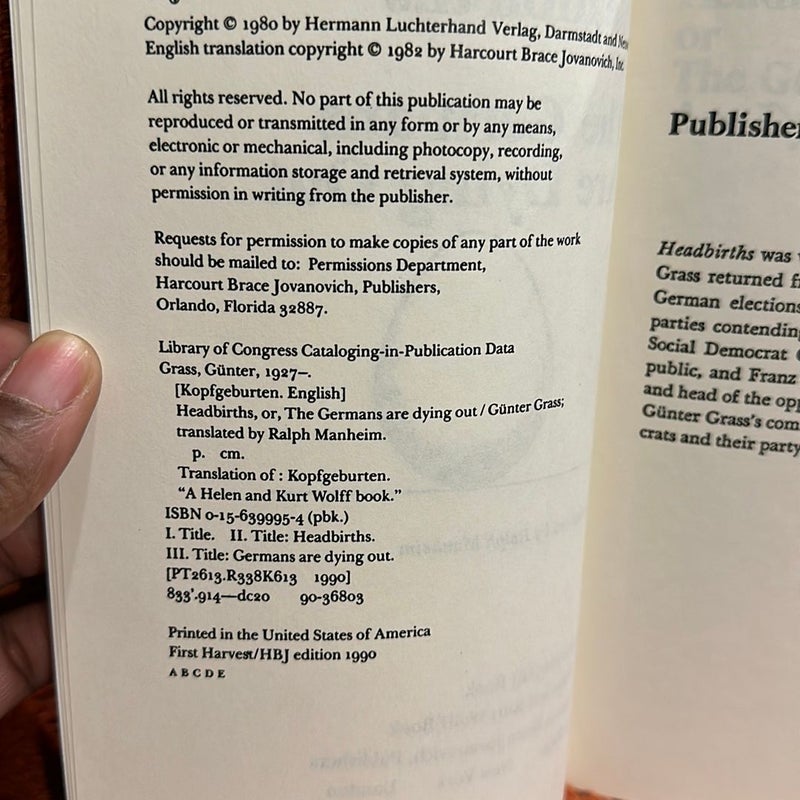 Copyright © 1980 by Hermann Luchterhand Verlag, Darmstadt and
English translation copyright © 1982 by Harcourt Brace Jovanovich, Inc.
All rights reserved. No part of this publication may be
reproduced or transmitted in any form or by any means,
electronic or mechanical, including photocopy, recording,
or any information storage and retrieval system, without
permission in writing from the publisher.
Requests for permission to make copies of any part of the work
should be mailed to: Permissions Department,
Harcourt Brace Jovanovich, Publishers,
Orlando, Florida 32887.
Library of Congress Cataloging-in-Publication Data
Grass, Günter, 1927–.
[Kopfgeburten. English]
Headbirths, or, The Germans are dying out / Günter Grass;
translated by Ralph Manheim.
p. cm.
Translation of : Kopfgeburten.
"A Helen and Kurt Wolff book."
ISBN 0-15-639995-4 (pbk.)
I. Title. II. Title: Headbirths.
III. Title: Germans are dying out.
[PT2613.R338K613 1990]
833'.914—dc20 90-36803
Printed in the United States of America
First Harvest/HBJ edition 1990
A B C D E
Publisher
Headbirths was
Grass returned
German elections
parties contending
Social Democrat
public, and Franz
and head of the opp
Günter Grass's com
crats and their party